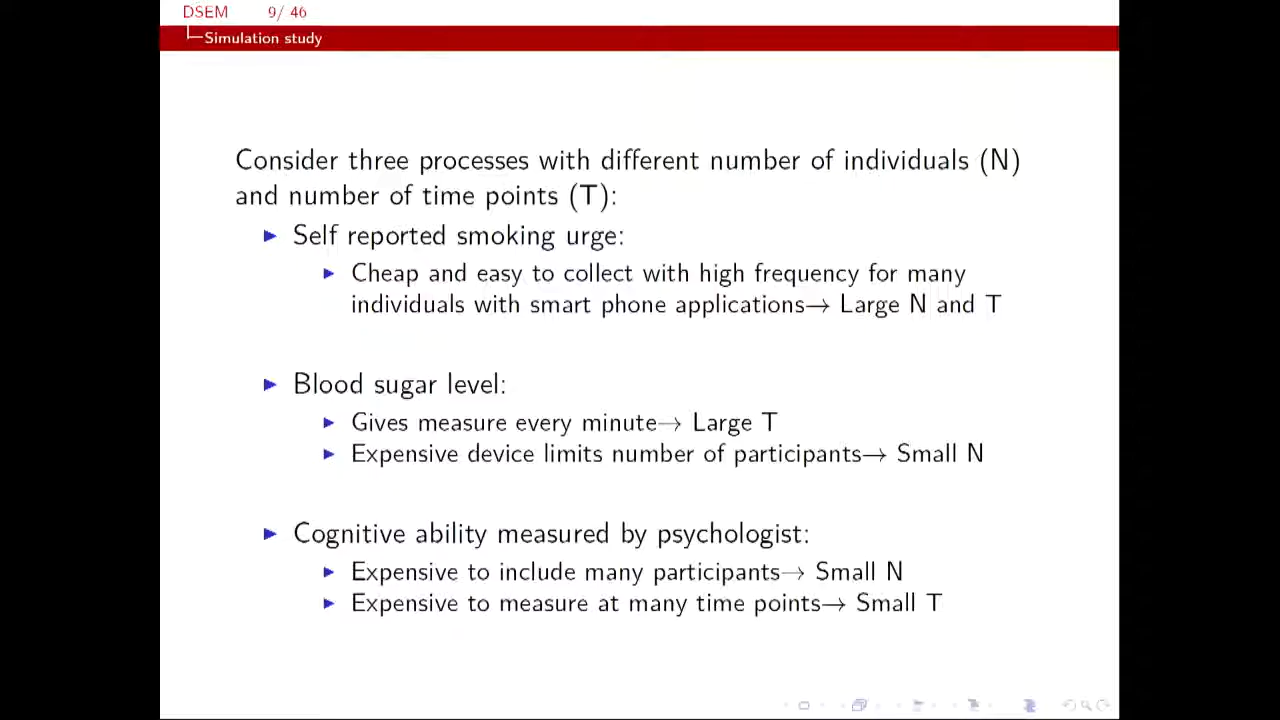 DSEM 9/ 46
Simulation study
Consider three processes with different number of individuals (N)
and number of time points (T):
Self reported smoking urge:
Cheap and easy to collect with high frequency for many
individuals with smart phone applications→ Large N and T
Blood sugar level:
Gives measure every minute→ Large T
Expensive device limits number of participants→ Small N
Cognitive ability measured by psychologist:
Expensive to include many participants→ Small N
Expensive to measure at many time points→ Small T